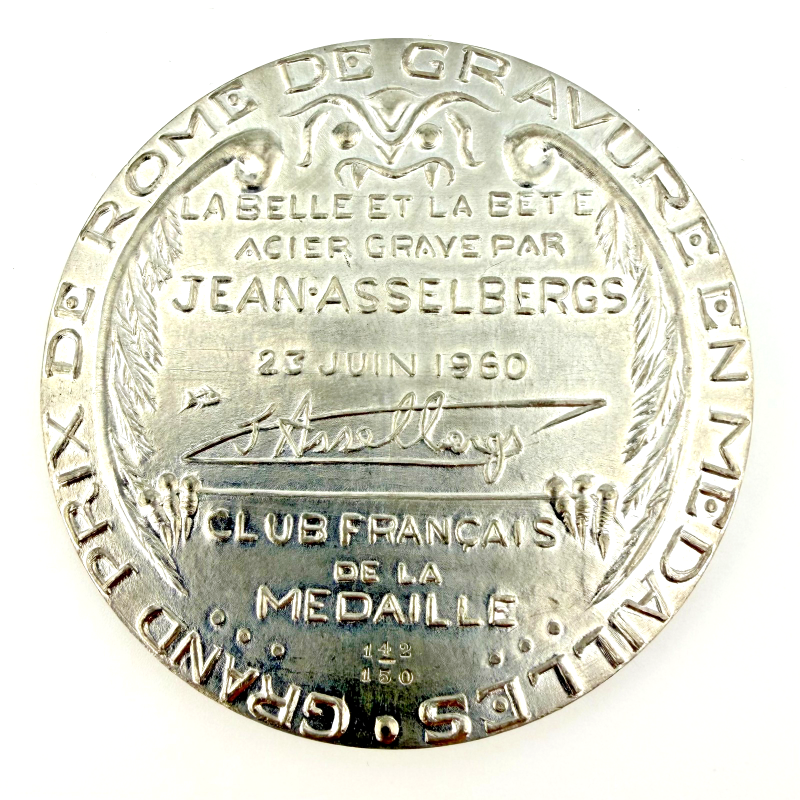 GRAND PRIX DE ROME DE GRAVURE EN MEDAILLES •
LA BELLE ET LA BETE
ACIER GRAVE PAR
JEAN•ASSELBERGS
23 JUIN 1960
J Asselbergs
CLUB FRANÇAIS
DE LA
MEDAILLE
142
150